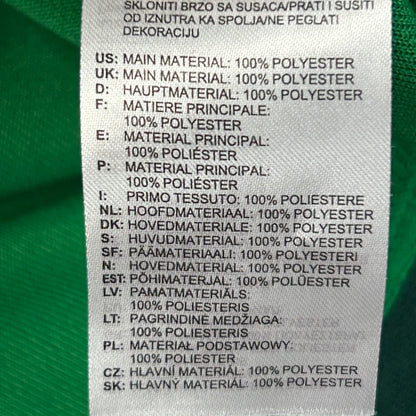 SKLONITI BRZO SA SUSAČA/PRATI I SUŠITI
OD IZNUTRA KA SPOLJA/NE PEGLATI
DEKORACIJU
US: MAIN MATERIAL: 100% POLYESTER
UK: MAIN MATERIAL: 100% POLYESTER
D: HAUPTMATERIAL: 100% POLYESTER
F: MATIERE PRINCIPALE:
100% POLYESTER
E: MATERIAL PRINCIPAL:
100% POLIÉSTER
P: MATERIAL PRINCIPAL:
100% POLIÉSTER
I: PRIMO TESSUTO: 100% POLIESTERE
NL: HOOFDMATERIAAL: 100% POLYESTER
DK: HOVEDMATERIALE: 100% POLYESTER
S: HUVUDMATERIAL: 100% POLYESTER
SF: PÄÄMATERIAALI: 100% POLYESTER
N: HOVEDMATERIAL: 100% POLYESTER
EST: PÕHIMATERJAL: 100% POLÜESTER
LV: PAMATMATERIĀLS:
100% POLIESTERIS
LT: PAGRINDINĖ MEDŽIAGA:
100% POLIESTERIS
PL: MATERIAŁ PODSTAWOWY:
100% POLIESTER
CZ: HLAVNÍ MATERIÁL: 100% POLYESTER
SK: HLAVNÝ MATERIÁL: 100% POLYESTER